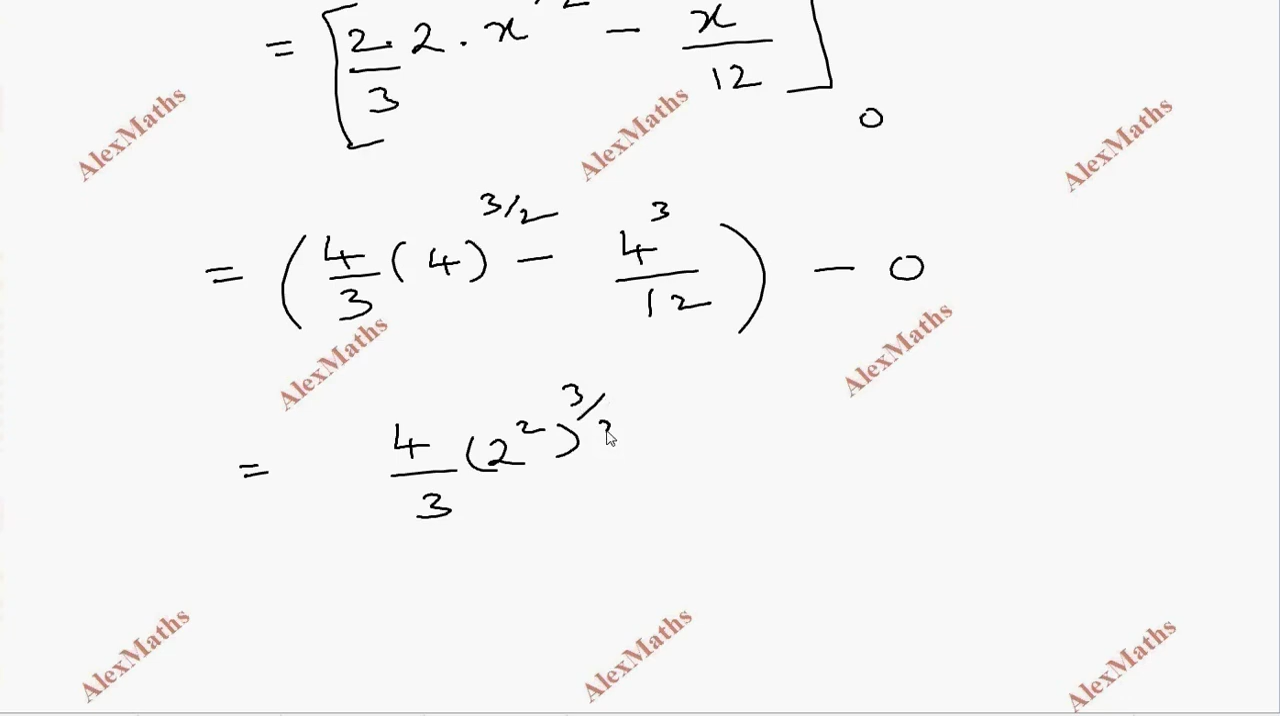 = [2·2/3 · x - x/12]₀
AlexMaths AlexMaths AlexMaths
= (4/3 (4)^3/2 - 4^3/12) - 0
AlexMaths AlexMaths
= 4/3 (2^2)^3/
AlexMaths AlexMaths AlexMaths